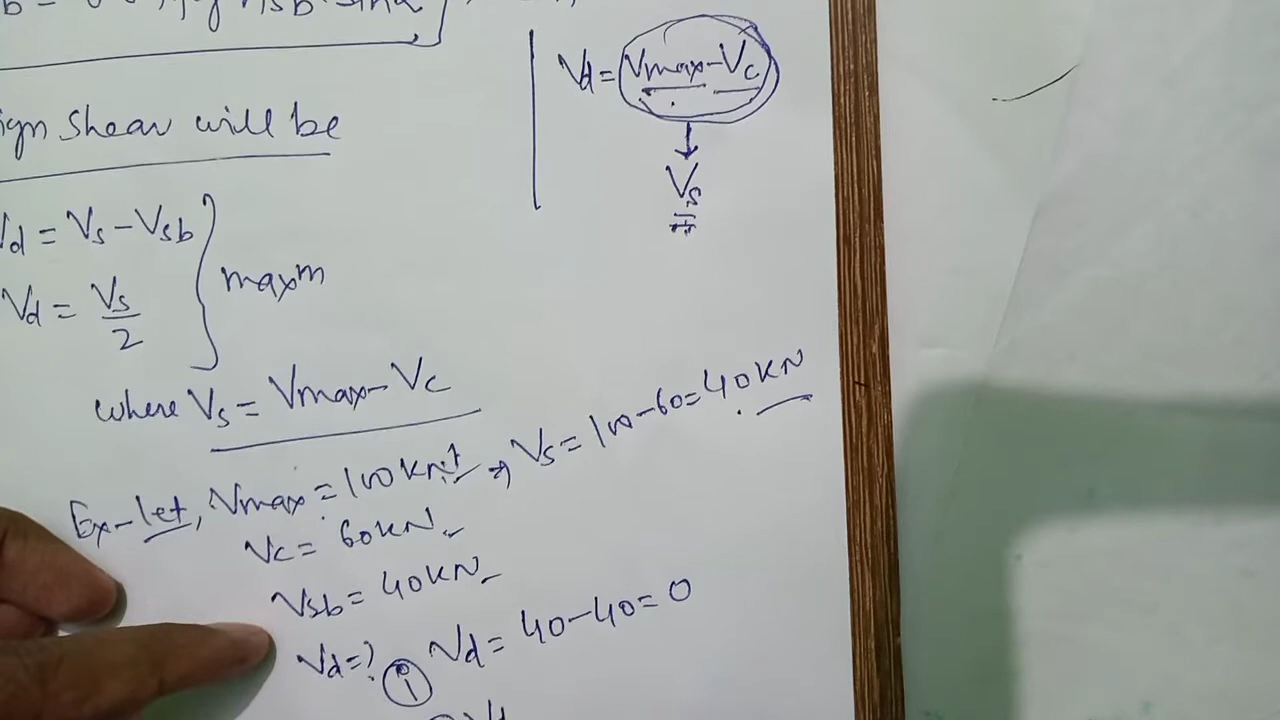 Vd = Vmax - Vc
↓
Vs
ign Shear will be
Vd = Vs - Vsb
Vd = Vs/2
} maxm
where Vs = Vmax - Vc
Ex - let, Vmax = 100 KN ⇒ Vs = 100 - 60 = 40 KN
Vc = 60 KN
Vsb = 40 KN
Vd = ? (i) Vd = 40 - 40 = 0